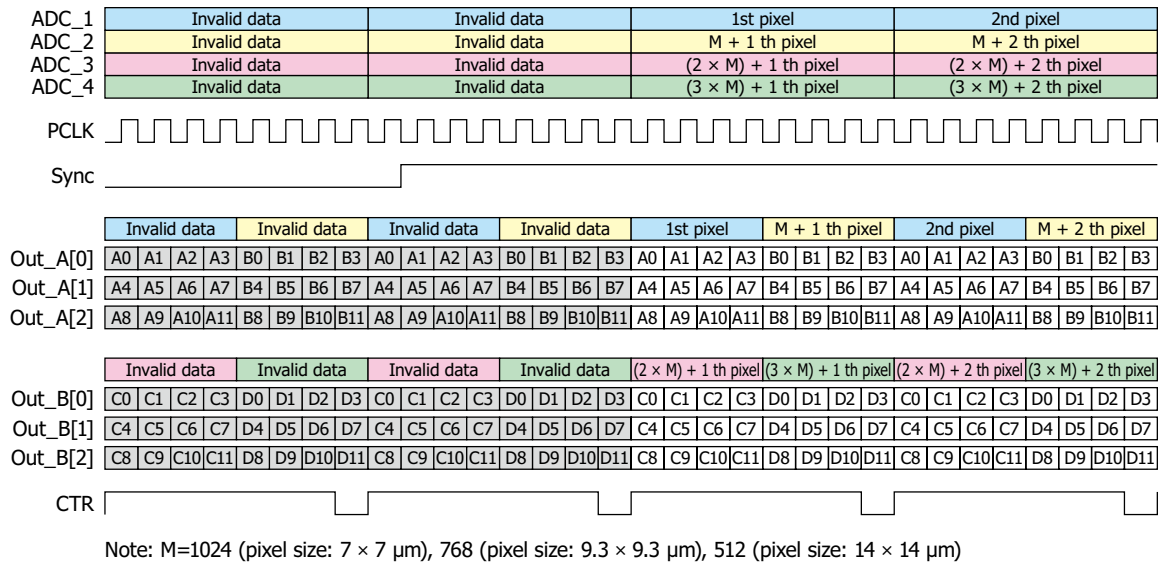 ADC_1 Invalid data Invalid data 1st pixel 2nd pixel
ADC_2 Invalid data Invalid data M + 1 th pixel M + 2 th pixel
ADC_3 Invalid data Invalid data (2 × M) + 1 th pixel (2 × M) + 2 th pixel
ADC_4 Invalid data Invalid data (3 × M) + 1 th pixel (3 × M) + 2 th pixel
PCLK
Sync
Invalid data Invalid data Invalid data Invalid data 1st pixel M + 1 th pixel 2nd pixel M + 2 th pixel
Out_A[0] A0 A1 A2 A3 B0 B1 B2 B3 A0 A1 A2 A3 B0 B1 B2 B3 A0 A1 A2 A3 B0 B1 B2 B3 A0 A1 A2 A3 B0 B1 B2 B3
Out_A[1] A4 A5 A6 A7 B4 B5 B6 B7 A4 A5 A6 A7 B4 B5 B6 B7 A4 A5 A6 A7 B4 B5 B6 B7 A4 A5 A6 A7 B4 B5 B6 B7
Out_A[2] A8 A9 A10 A11 B8 B9 B10 B11 A8 A9 A10 A11 B8 B9 B10 B11 A8 A9 A10 A11 B8 B9 B10 B11 A8 A9 A10 A11 B8 B9 B10 B11
Invalid data Invalid data Invalid data Invalid data (2 × M) + 1 th pixel (3 × M) + 1 th pixel (2 × M) + 2 th pixel (3 × M) + 2 th pixel
Out_B[0] C0 C1 C2 C3 D0 D1 D2 D3 C0 C1 C2 C3 D0 D1 D2 D3 C0 C1 C2 C3 D0 D1 D2 D3 C0 C1 C2 C3 D0 D1 D2 D3
Out_B[1] C4 C5 C6 C7 D4 D5 D6 D7 C4 C5 C6 C7 D4 D5 D6 D7 C4 C5 C6 C7 D4 D5 D6 D7 C4 C5 C6 C7 D4 D5 D6 D7
Out_B[2] C8 C9 C10 C11 D8 D9 D10 D11 C8 C9 C10 C11 D8 D9 D10 D11 C8 C9 C10 C11 D8 D9 D10 D11 C8 C9 C10 C11 D8 D9 D10 D11
CTR
Note: M=1024 (pixel size: 7 × 7 μm), 768 (pixel size: 9.3 × 9.3 μm), 512 (pixel size: 14 × 14 μm)